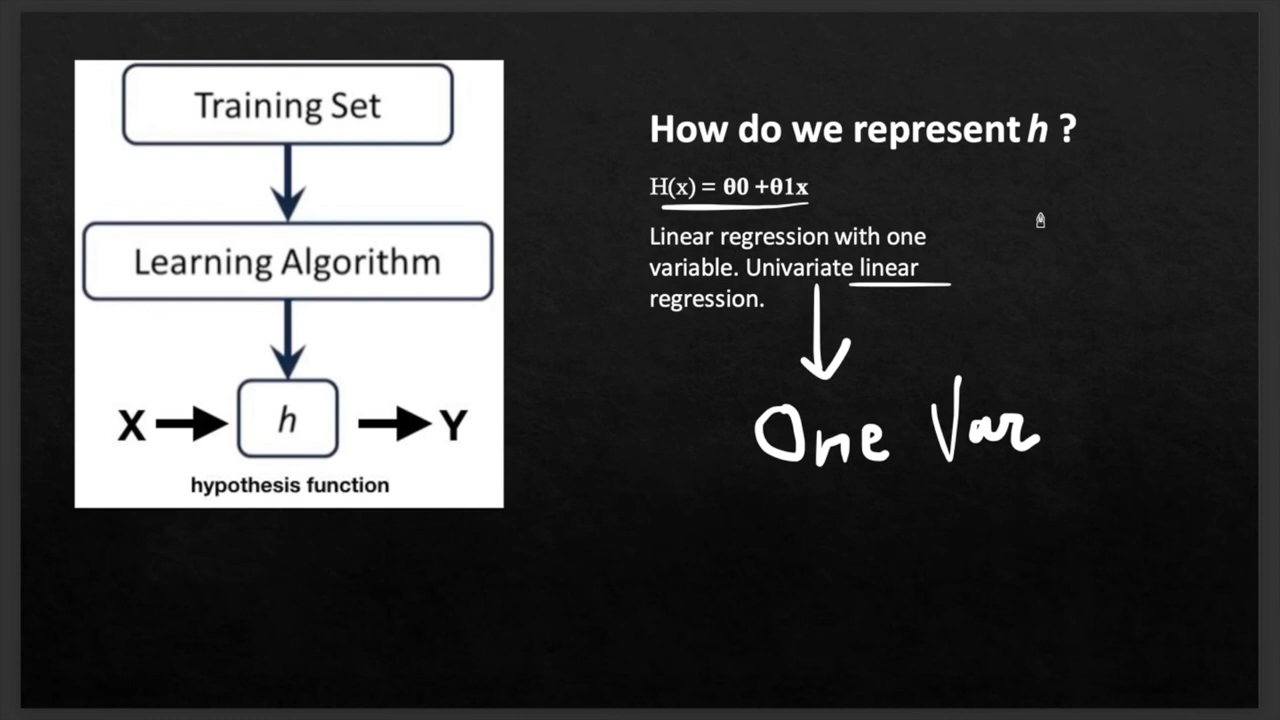 Training Set
Learning Algorithm
X h Y
hypothesis function
How do we represent h ?
H(x) = θ0 +θ1x
Linear regression with one
variable. Univariate linear
regression.
One Var